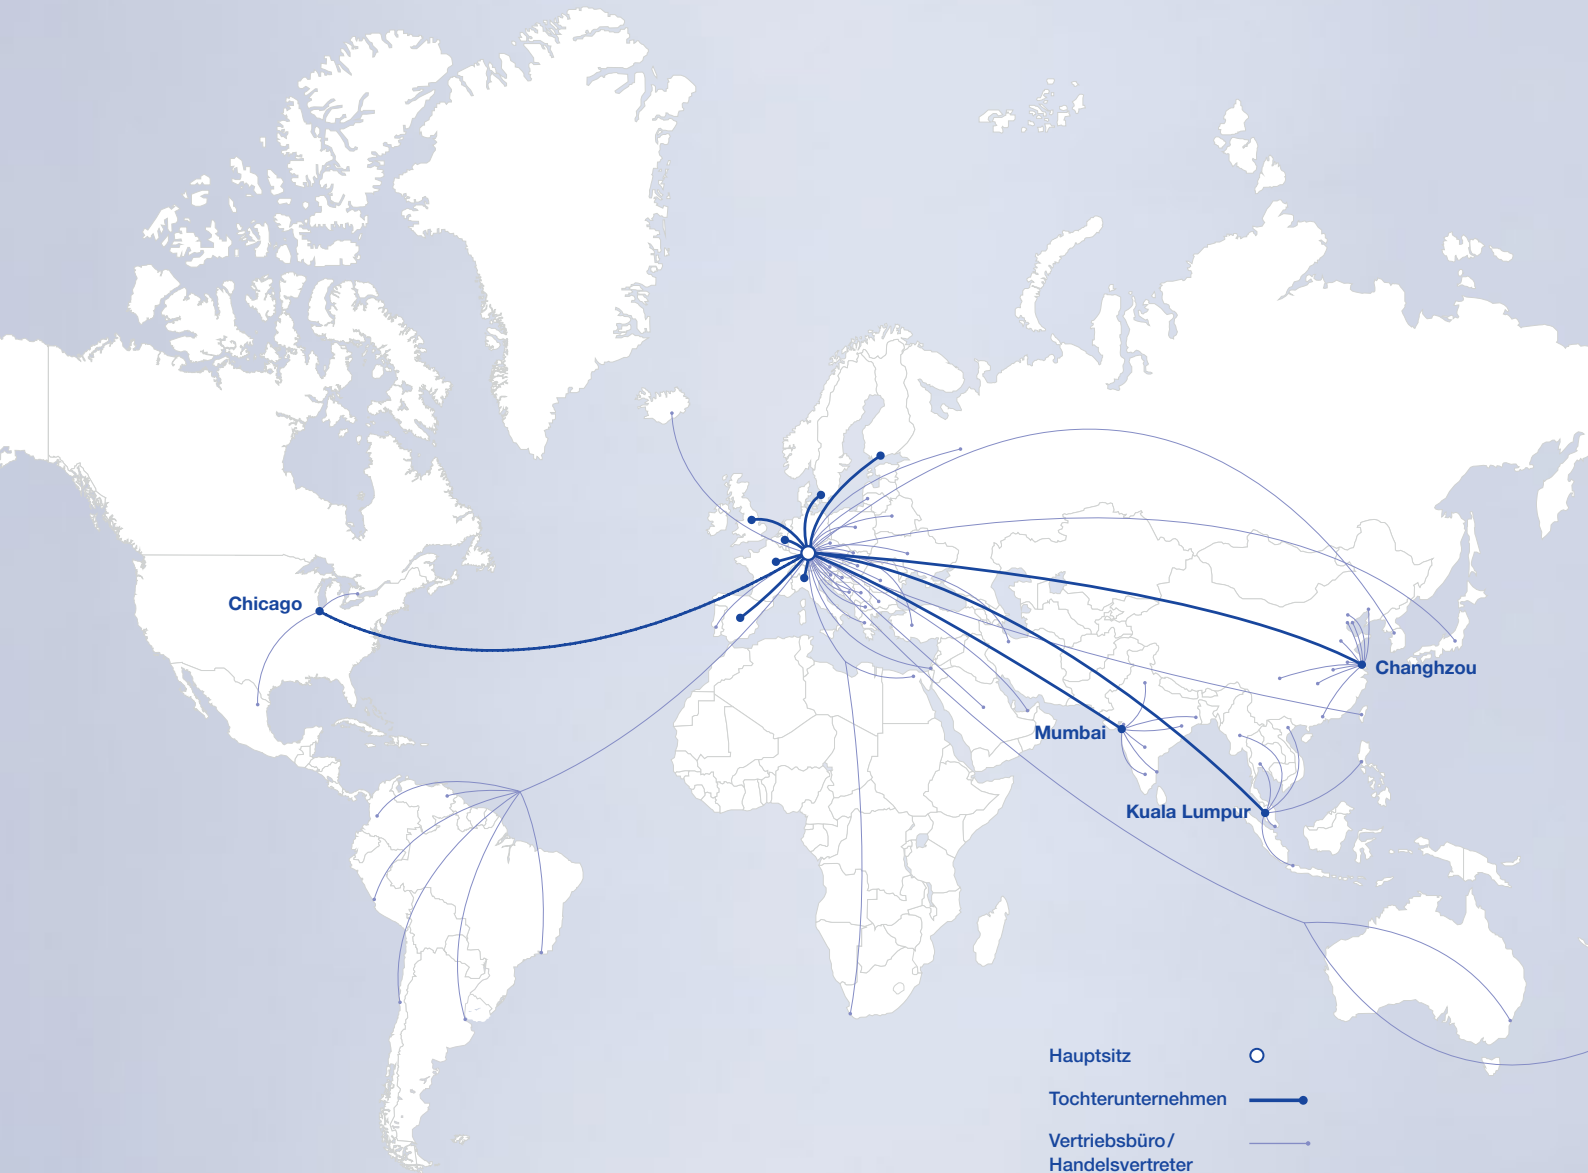 Chicago
Changhzou
Mumbai
Kuala Lumpur
Hauptsitz
Tochterunternehmen
Vertriebsbüro/
Handelsvertreter